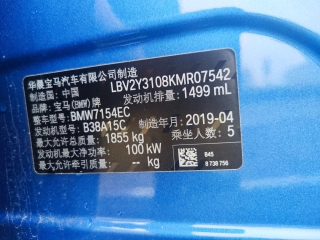 华晨宝马汽车有限公司制造
制造国：中国 LBV2Y3108KMR07542
品牌：宝马(BMW)牌 发动机排量：1499 mL
型号：BMW7154EC
发动机型号：B38A15C 制造年月：2019-04
最大允许总质量：1855 kg 乘坐人数：5
发动机最大净功率：100 kW
最大允许牵引质量：-- kg
B45
8 738 756